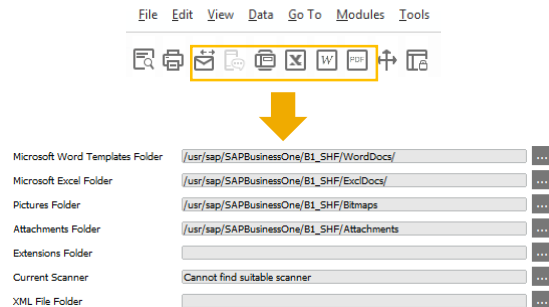 File Edit View Data Go To Modules Tools
W PDF
Microsoft Word Templates Folder /usr/sap/SAPBusinessOne/B1_SHF/WordDocs/ ...
Microsoft Excel Folder /usr/sap/SAPBusinessOne/B1_SHF/ExclDocs/ ...
Pictures Folder /usr/sap/SAPBusinessOne/B1_SHF/Bitmaps ...
Attachments Folder /usr/sap/SAPBusinessOne/B1_SHF/Attachments ...
Extensions Folder ...
Current Scanner Cannot find suitable scanner ...
XML File Folder ...